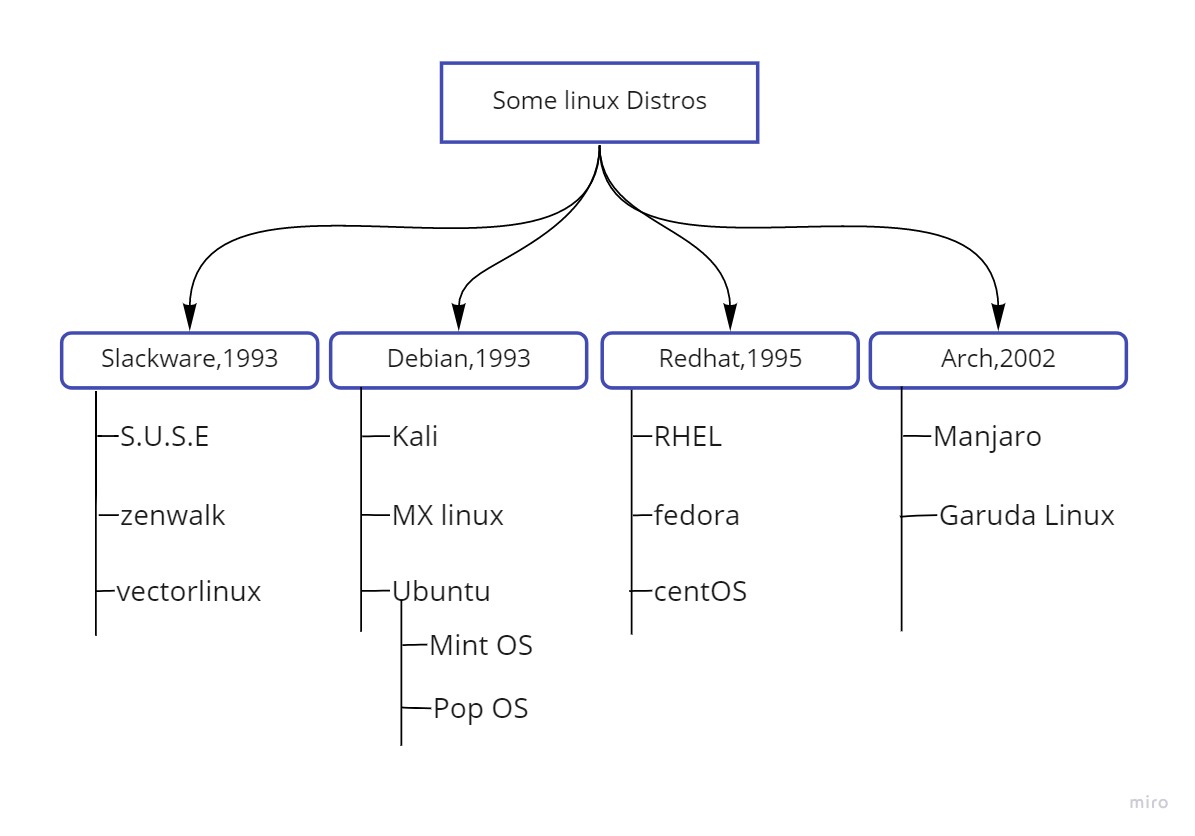 Some linux Distros
Slackware,1993
Debian,1993
Redhat,1995
Arch,2002
S.U.S.E
zenwalk
vectorlinux
Kali
MX linux
Ubuntu
Mint OS
Pop OS
RHEL
fedora
centOS
Manjaro
Garuda Linux
miro